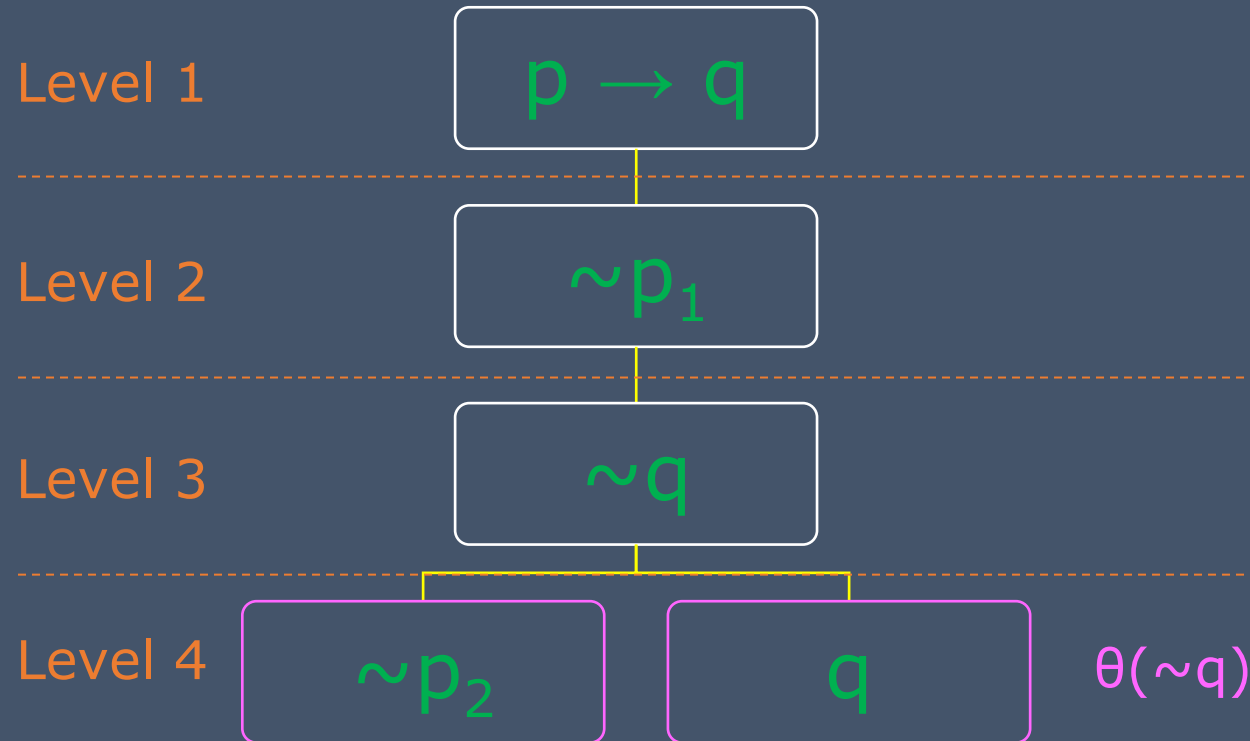 Level 1
p → q
Level 2
~p₁
Level 3
~q
Level 4
~p₂
q
θ(~q)